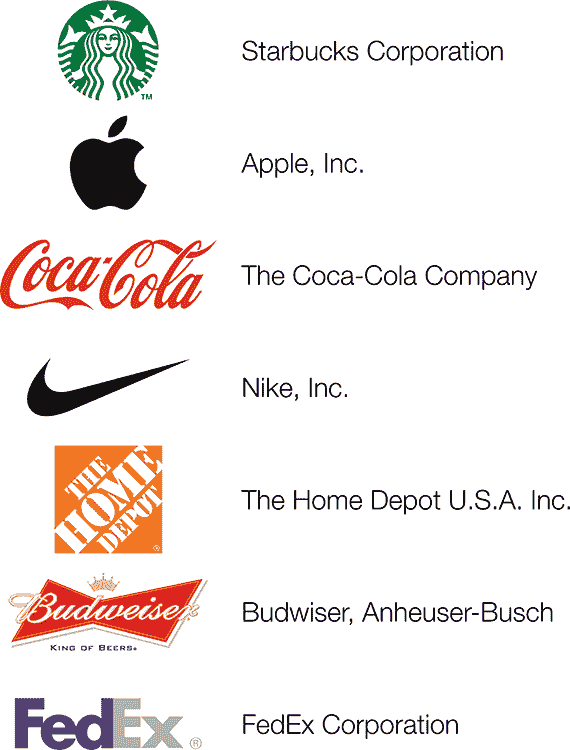 TM
Starbucks Corporation
Apple, Inc.
Coca-Cola
The Coca-Cola Company
Nike, Inc.
THE
HOME
DEPOT
®
The Home Depot U.S.A. Inc.
Budweiser
KING OF BEERS®
Budwiser, Anheuser-Busch
FedEx ®
FedEx Corporation